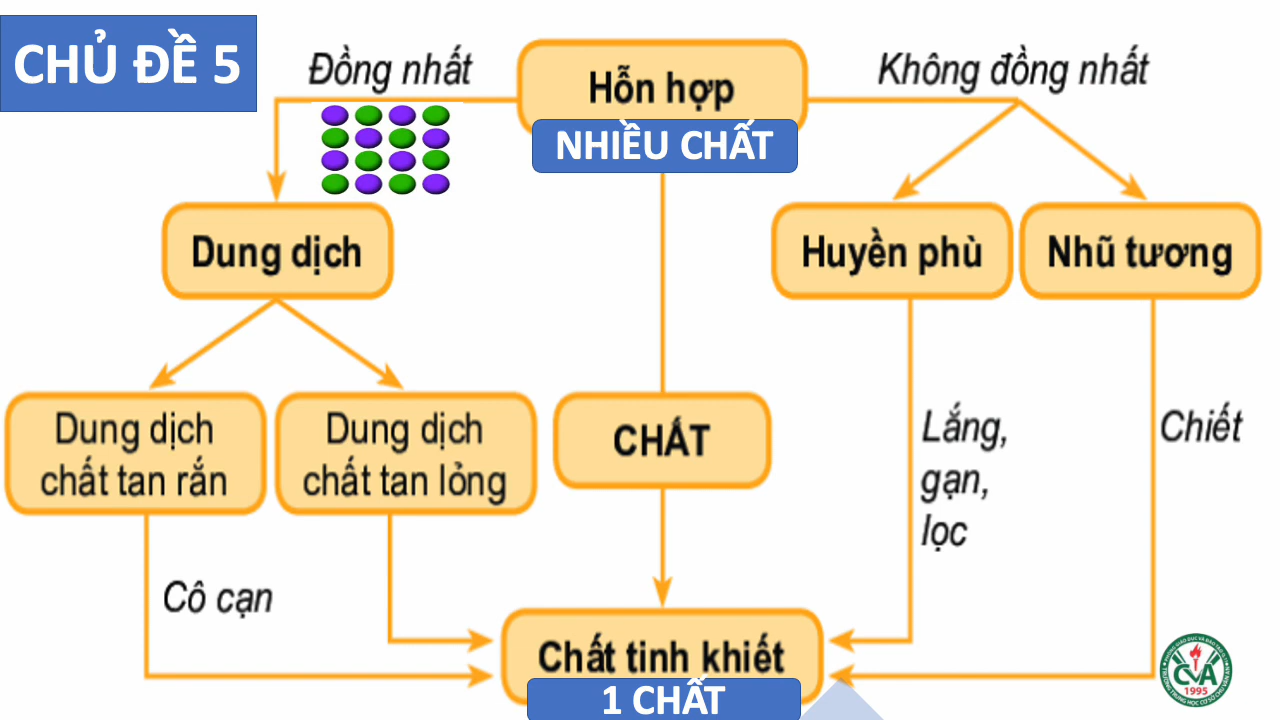 CHỦ ĐỀ 5
Đồng nhất
Hỗn hợp
NHIỀU CHẤT
Không đồng nhất
Dung dịch
Huyền phù
Nhũ tương
Dung dịch
chất tan rắn
Dung dịch
chất tan lỏng
CHẤT
Lắng,
gạn,
lọc
Chiết
Cô cạn
Chất tinh khiết
1 CHẤT
CVA
1995